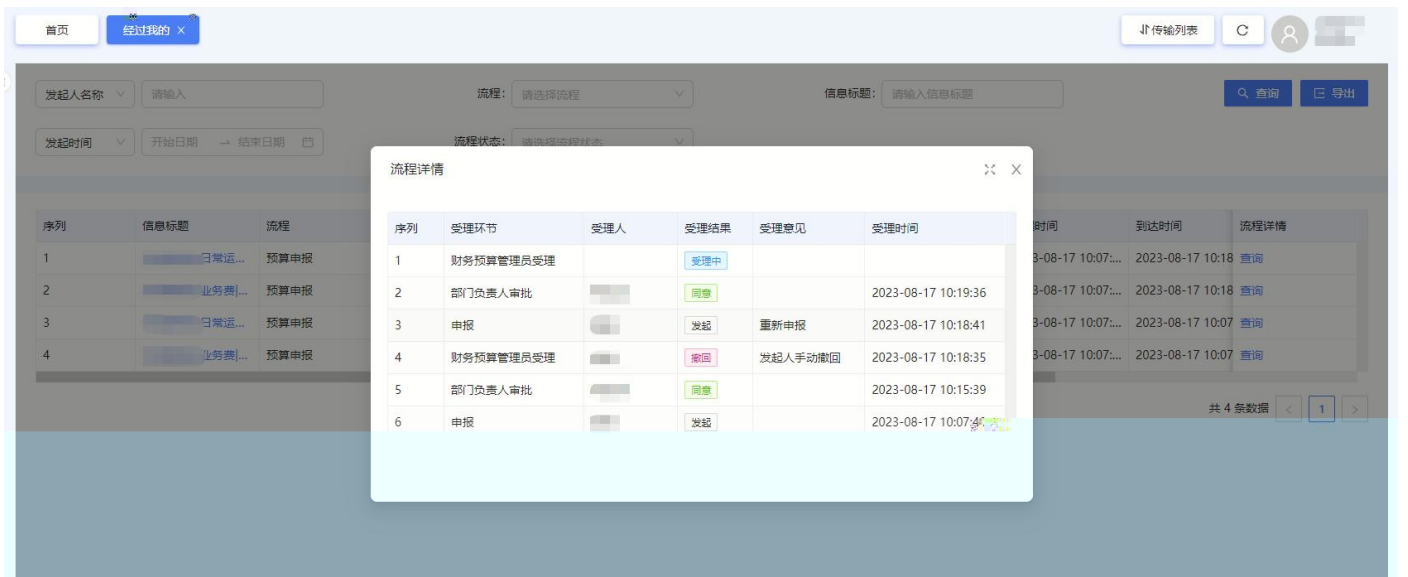 首页 经过我的 X 传输列表
发起人名称 请输入 流程: 请选择流程 信息标题: 请输入信息标题 查询 导出
发起时间 开始日期 → 结束日期 流程状态: 请选择流程状态
流程详情
序列 信息标题 流程 时间 到达时间 流程详情
序列 受理环节 受理人 受理结果 受理意见 受理时间
1 日常运... 预算申报 3-08-17 10:07:... 2023-08-17 10:18 查询
1 财务预算管理员受理 受理中
2 业务费|... 预算申报 3-08-17 10:07:... 2023-08-17 10:18 查询
2 部门负责人审批 同意 2023-08-17 10:19:36
3 日常运... 预算申报 3-08-17 10:07:... 2023-08-17 10:07 查询
3 申报 发起 重新申报 2023-08-17 10:18:41
4 业务费|... 预算申报 3-08-17 10:07:... 2023-08-17 10:07 查询
4 财务预算管理员受理 撤回 发起人手动撤回 2023-08-17 10:18:35
5 部门负责人审批 同意 2023-08-17 10:15:39
共 4 条数据 < 1 >
6 申报 发起 2023-08-17